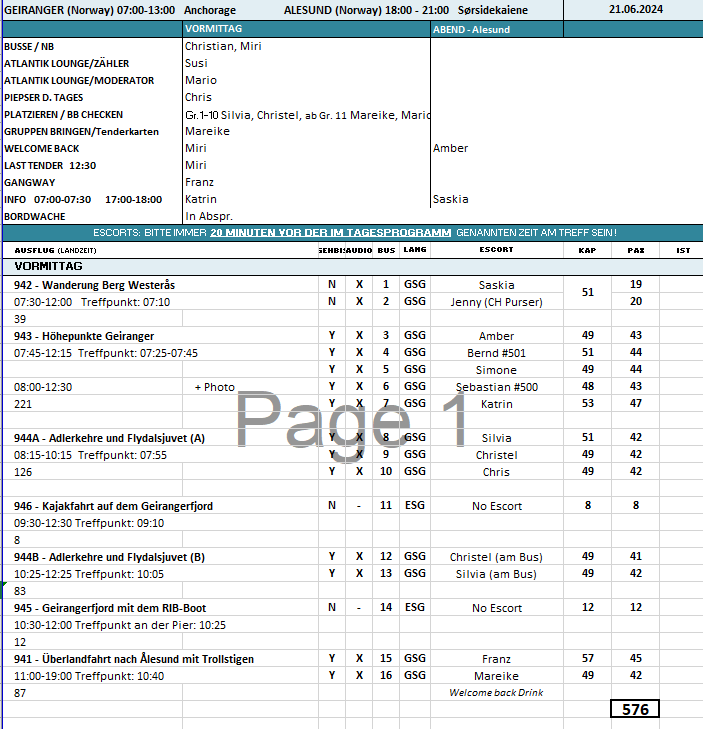 GEIRANGER (Norway) 07:00-13:00 Anchorage ALESUND (Norway) 18:00 - 21:00 Sørsidekaiene 21.06.2024
VORMITTAG ABEND - Alesund
BUSSE / NB Christian, Miri
ATLANTIK LOUNGE/ZÄHLER Susi
ATLANTIK LOUNGE/MODERATOR Mario
PIEPSER D. TAGES Chris
PLATZIEREN / BB CHECKEN Gr.1-10 Silvia, Christel, ab Gr. 11 Mareike, Mario
GRUPPEN BRINGEN/Tenderkarten Mareike
WELCOME BACK Miri Amber
LAST TENDER 12:30 Miri
GANGWAY Franz
INFO 07:00-07:30 17:00-18:00 Katrin Saskia
BORDWACHE In Abspr.
ESCORTS: BITTE IMMER 20 MINUTEN VOR DER IM TAGESPROGRAMM GENANNTEN ZEIT AM TREFF SEIN!
AUSFLUG (LANDZEIT) AUDIO BUS LANG ESCORT KAP PAX IST
VORMITTAG
942 - Wanderung Berg Westerås N X 1 GSG Saskia 51 19
07:30-12:00 Treffpunkt: 07:10 N X 2 GSG Jenny (CH Purser) 20
39
943 - Höhepunkte Geiranger Y X 3 GSG Amber 49 43
07:45-12:15 Treffpunkt: 07:25-07:45 Y X 4 GSG Bernd #501 51 44
Y X 5 GSG Simone 49 44
08:00-12:30 + Photo Y X 6 GSG Sebastian #500 48 43
221 Y X 7 GSG Katrin 53 47
944A - Adlerkehre und Flydalsjuvet (A) Y X 8 GSG Silvia 51 42
08:15-10:15 Treffpunkt: 07:55 Y X 9 GSG Christel 49 42
126 Y X 10 GSG Chris 49 42
946 - Kajakfahrt auf dem Geirangerfjord N - 11 ESG No Escort 8 8
09:30-12:30 Treffpunkt: 09:10
8
944B - Adlerkehre und Flydalsjuvet (B) Y X 12 GSG Christel (am Bus) 49 41
10:25-12:25 Treffpunkt: 10:05 Y X 13 GSG Silvia (am Bus) 49 42
83
945 - Geirangerfjord mit dem RIB-Boot N - 14 ESG No Escort 12 12
10:30-12:00 Treffpunkt an der Pier: 10:25
12
941 - Überlandfahrt nach Ålesund mit Trollstigen Y X 15 GSG Franz 57 45
11:00-19:00 Treffpunkt: 10:40 Y X 16 GSG Mareike 49 42
87 Welcome back Drink
576
Page 1